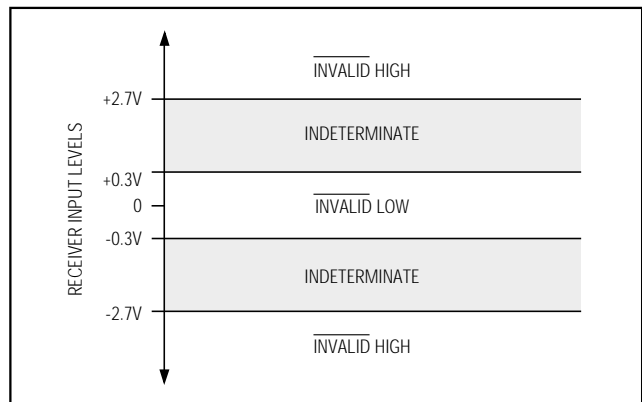 INVALID HIGH
+2.7V
INDETERMINATE
+0.3V
0
INVALID LOW
-0.3V
INDETERMINATE
-2.7V
INVALID HIGH
RECEIVER INPUT LEVELS